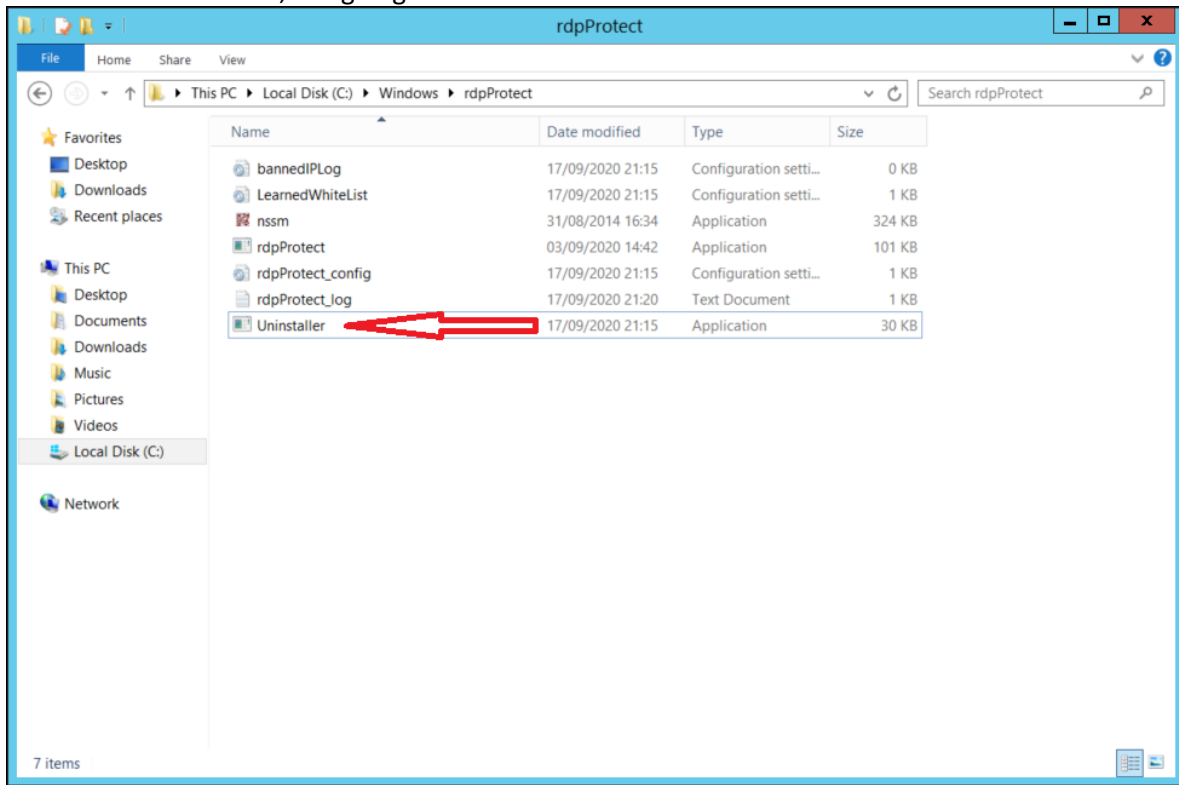 rdpProtect
File Home Share View
This PC Local Disk (C:) Windows rdpProtect Search rdpProtect
Name Date modified Type Size
Favorites
Desktop
Downloads
Recent places
This PC
Desktop
Documents
Downloads
Music
Pictures
Videos
Local Disk (C:)
Network
bannedIPLog 17/09/2020 21:15 Configuration setti... 0 KB
LearnedWhiteList 17/09/2020 21:15 Configuration setti... 1 KB
nssm 31/08/2014 16:34 Application 324 KB
rdpProtect 03/09/2020 14:42 Application 101 KB
rdpProtect_config 17/09/2020 21:15 Configuration setti... 1 KB
rdpProtect_log 17/09/2020 21:20 Text Document 1 KB
Uninstaller 17/09/2020 21:15 Application 30 KB
7 items